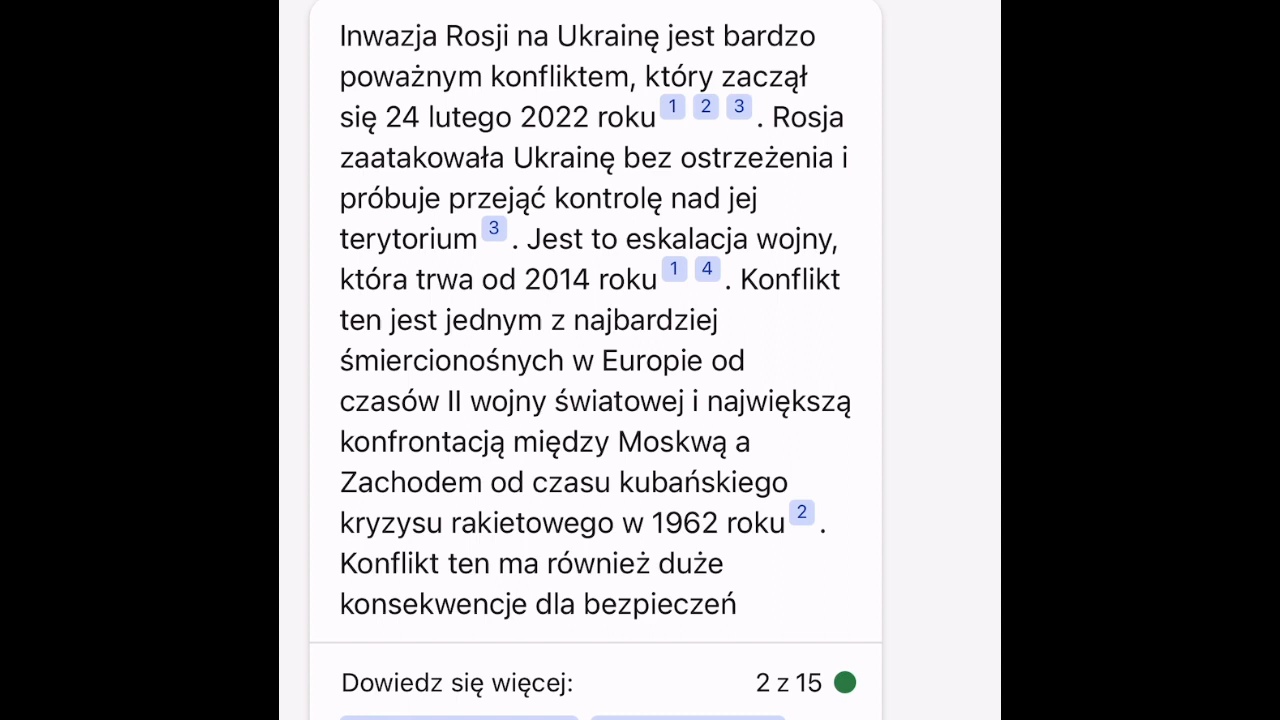 Inwazja Rosji na Ukrainę jest bardzo
poważnym konfliktem, który zaczął
się 24 lutego 2022 roku 1 2 3 . Rosja
zaatakowała Ukrainę bez ostrzeżenia i
próbuje przejąć kontrolę nad jej
terytorium 3 . Jest to eskalacja wojny,
która trwa od 2014 roku 1 4 . Konflikt
ten jest jednym z najbardziej
śmiercionośnych w Europie od
czasów II wojny światowej i największą
konfrontacją między Moskwą a
Zachodem od czasu kubańskiego
kryzysu rakietowego w 1962 roku 2 .
Konflikt ten ma również duże
konsekwencje dla bezpieczeń
Dowiedz się więcej: 2 z 15